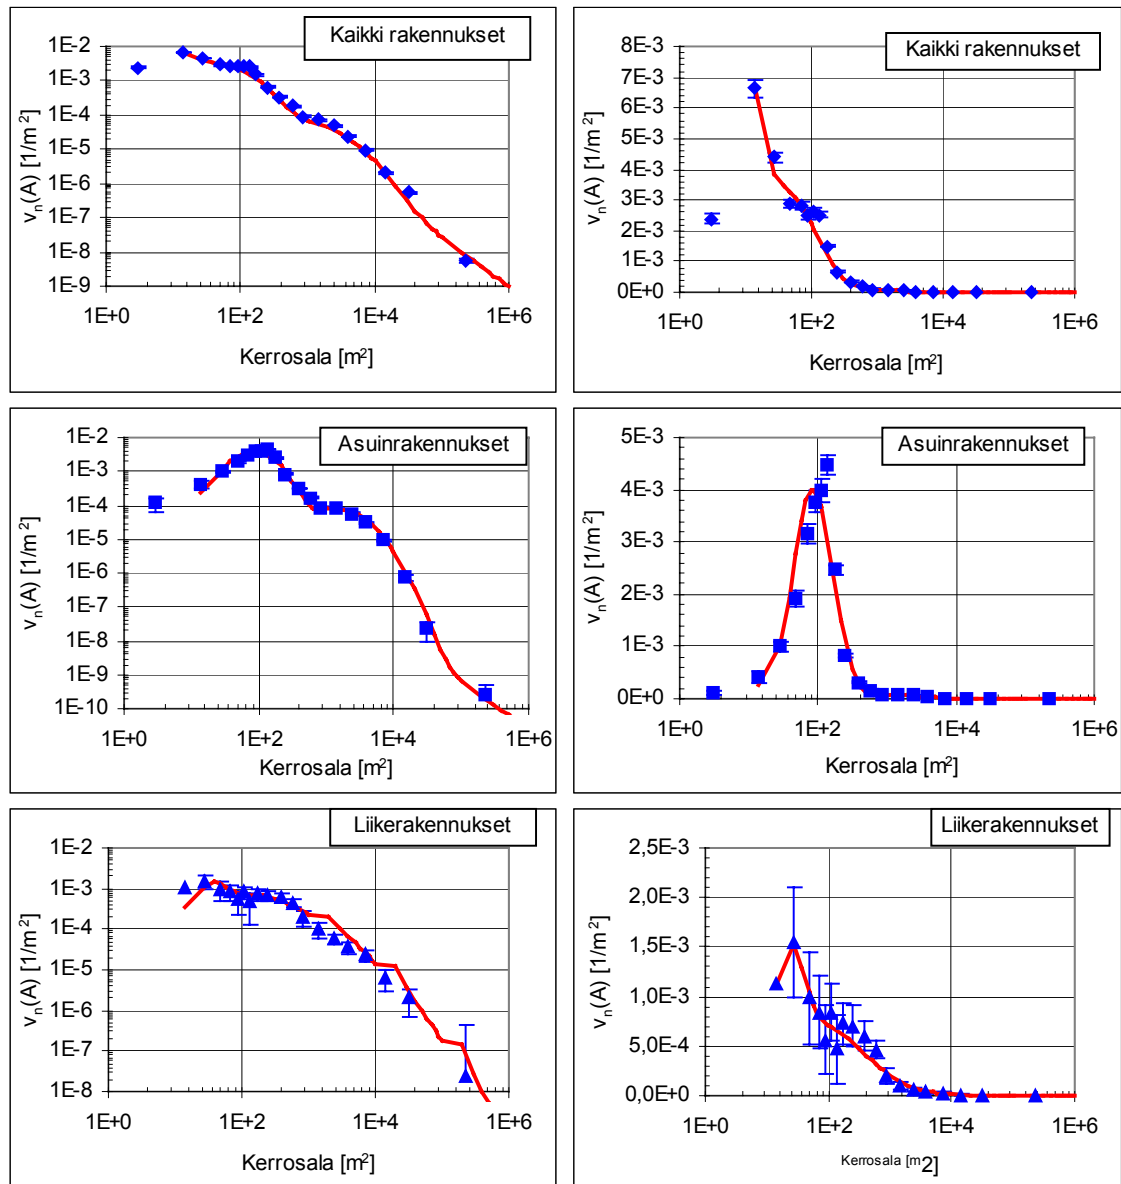 Kaikki rakennukset
1E-2
1E-3
1E-4
1E-5
1E-6
1E-7
1E-8
1E-9
vn(A) [1/m²]
1E+0 1E+2 1E+4 1E+6
Kerrosala [m²]
Kaikki rakennukset
8E-3
7E-3
6E-3
5E-3
4E-3
3E-3
2E-3
1E-3
0E+0
vn(A) [1/m²]
1E+0 1E+2 1E+4 1E+6
Kerrosala [m²]
Asuinrakennukset
1E-2
1E-3
1E-4
1E-5
1E-6
1E-7
1E-8
1E-9
1E-10
vn(A) [1/m²]
1E+0 1E+2 1E+4 1E+6
Kerrosala [m²]
Asuinrakennukset
5E-3
4E-3
3E-3
2E-3
1E-3
0E+0
vn(A) [1/m²]
1E+0 1E+2 1E+4 1E+6
Kerrosala [m²]
Liikerakennukset
1E-2
1E-3
1E-4
1E-5
1E-6
1E-7
1E-8
vn(A) [1/m²]
1E+0 1E+2 1E+4 1E+6
Kerrosala [m²]
Liikerakennukset
2,5E-3
2,0E-3
1,5E-3
1,0E-3
5,0E-4
0,0E+0
vn(A) [1/m²]
1E+0 1E+2 1E+4 1E+6
Kerrosala [m2]